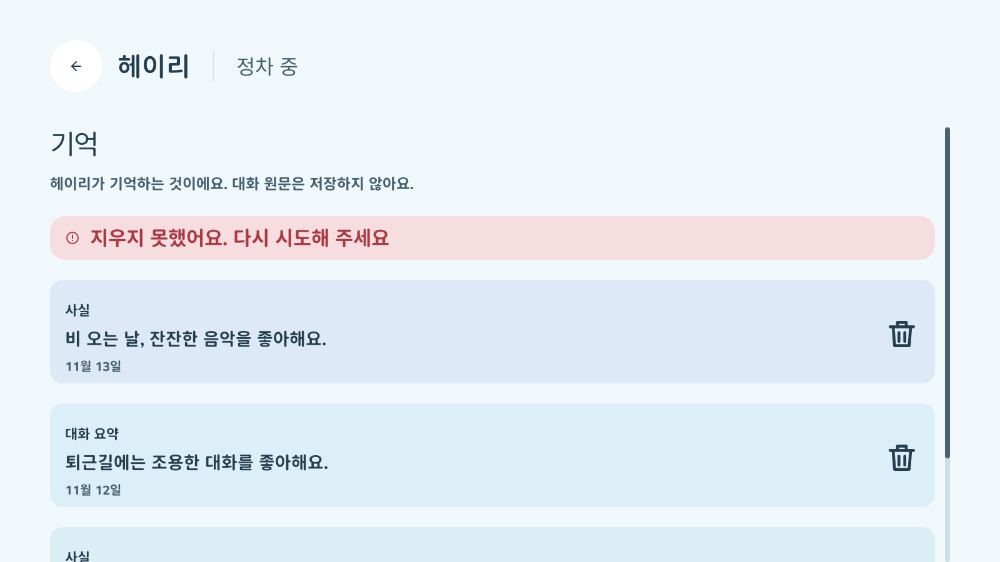 헤이리
정차 중
기억
헤이리가 기억하는 것이에요. 대화 원문은 저장하지 않아요.
지우지 못했어요. 다시 시도해 주세요
사실
비 오는 날, 잔잔한 음악을 좋아해요.
11월 13일
대화 요약
퇴근길에는 조용한 대화를 좋아해요.
11월 12일
사실